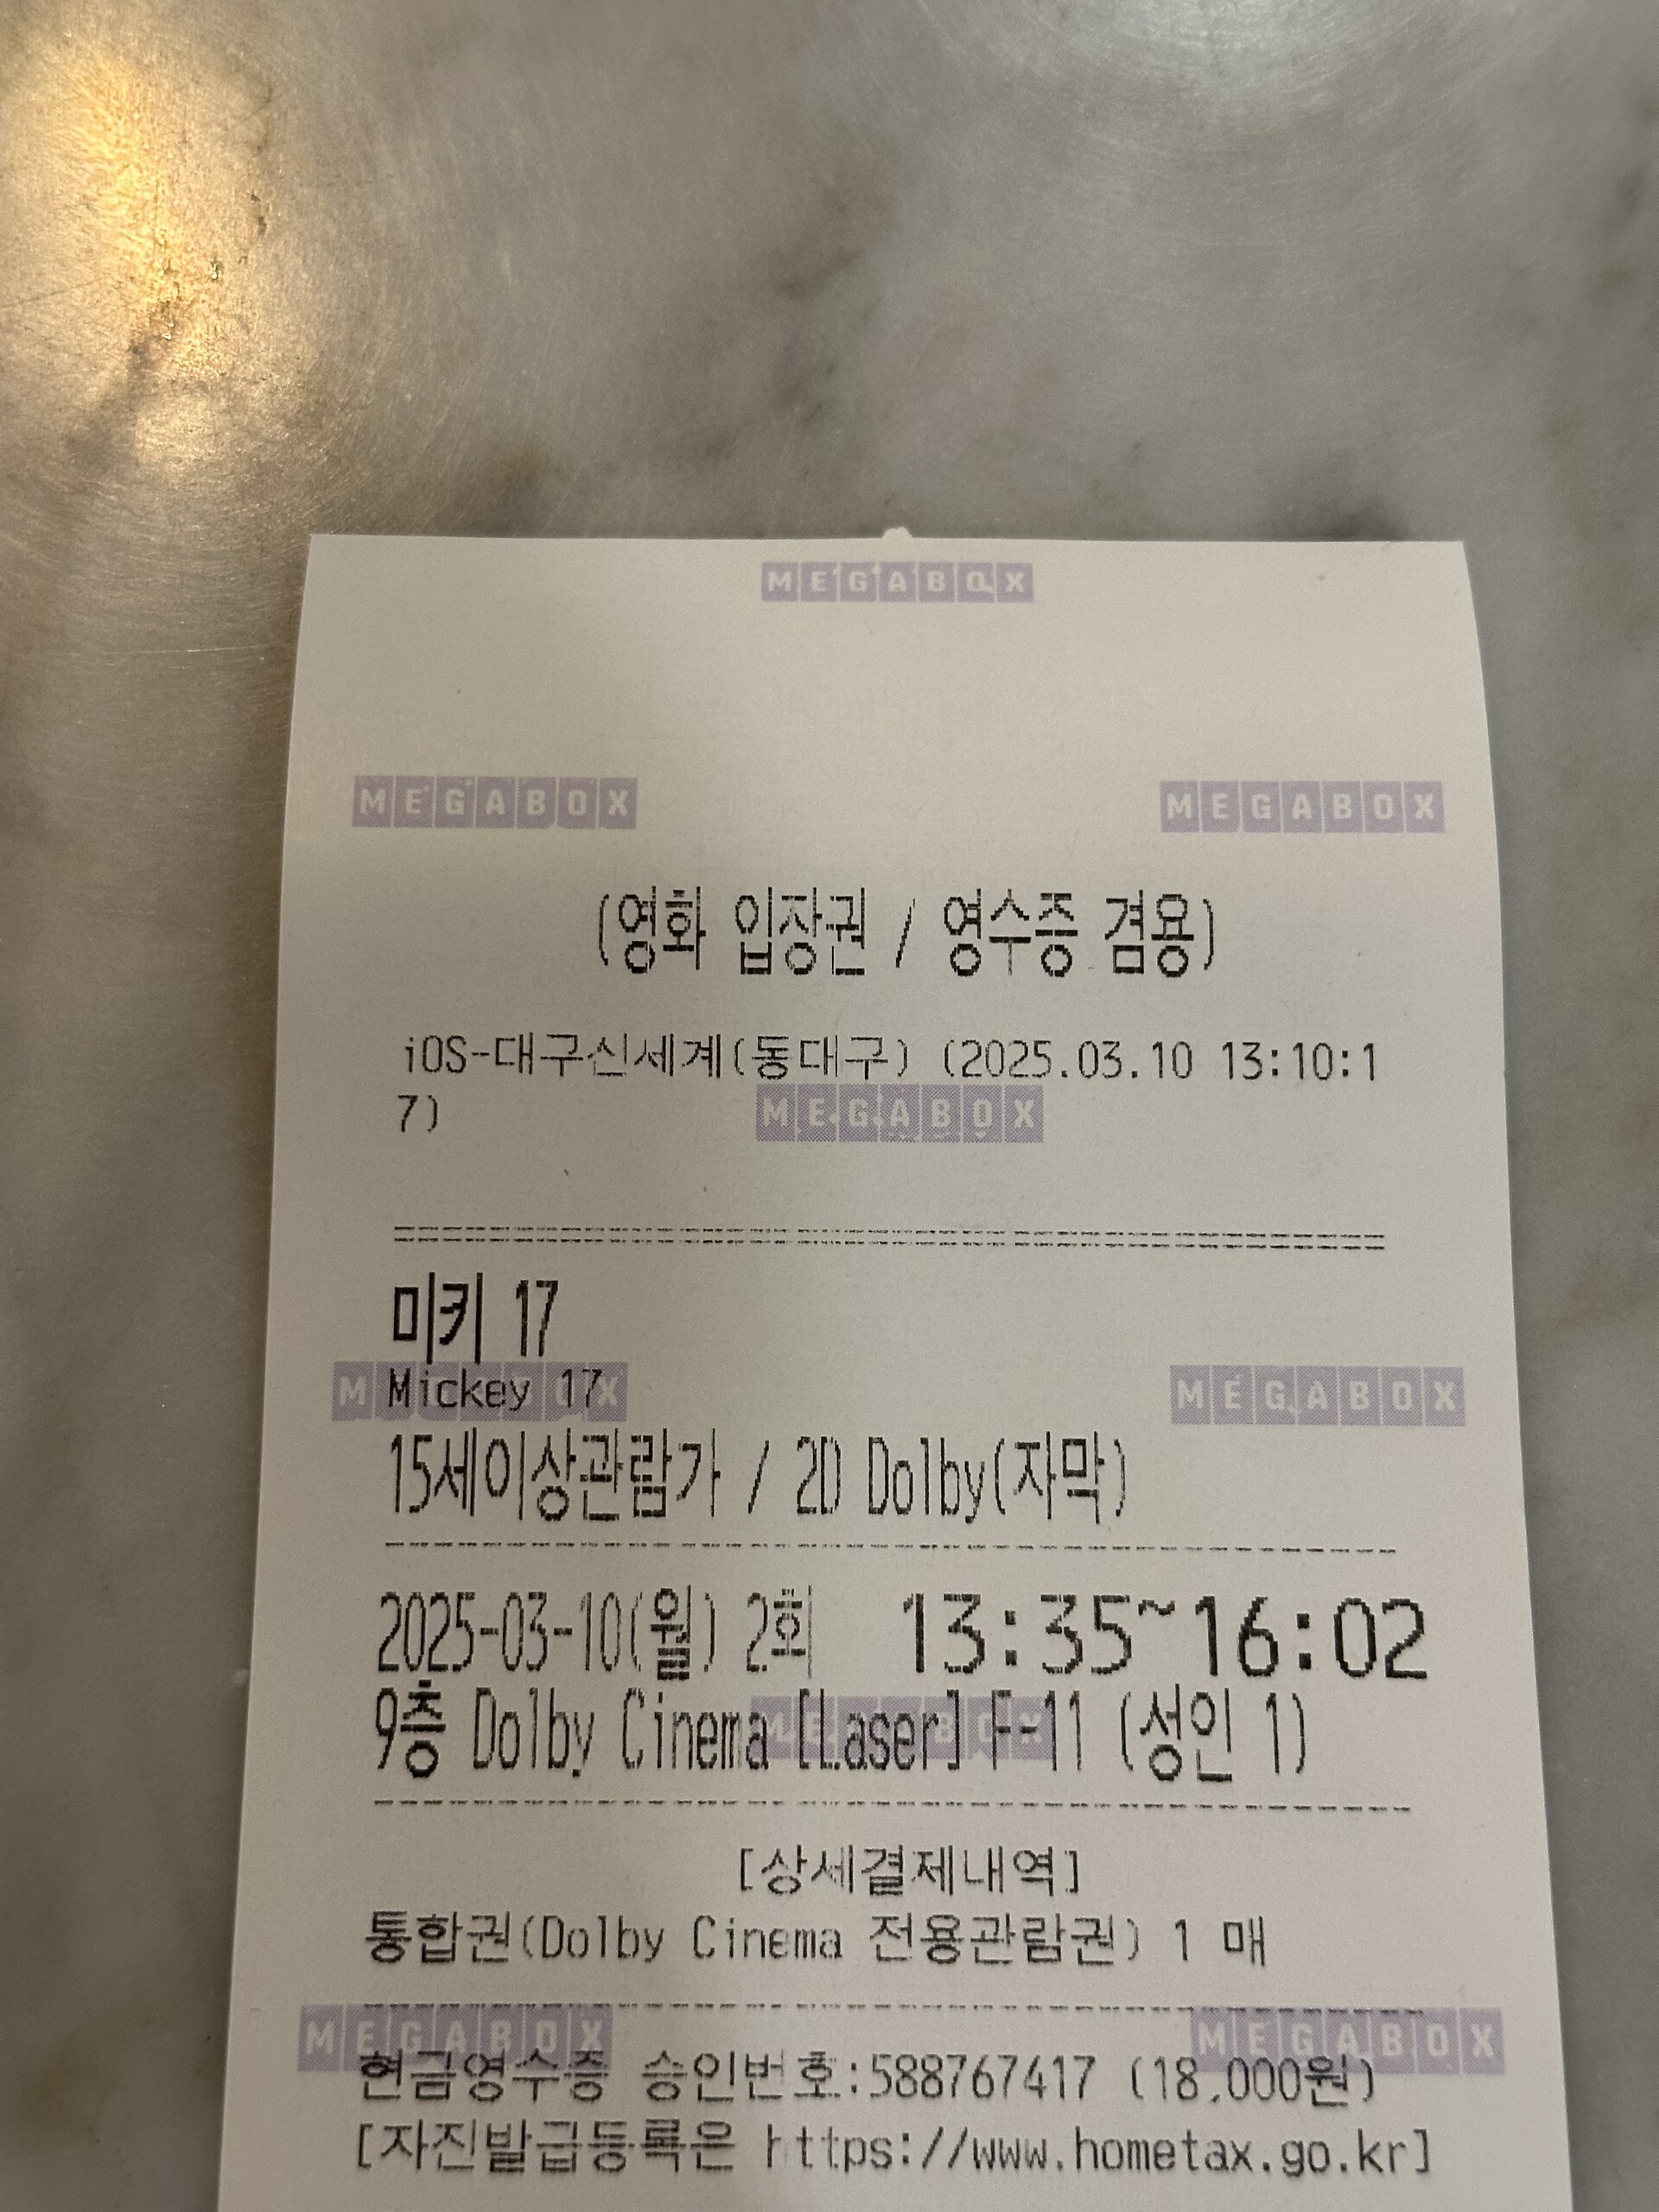 MEGABOX
MEGABOX MEGABOX
(영화 입장권 / 영수증 겸용)
iOS-대구신세계(동대구) (2025.03.10 13:10:1
7)
MEGABOX
미키 17
Mickey 17
MEGABOX MEGABOX
15세이상관람가 / 2D Dolby(자막)
2025-03-10(월) 2회 13:35~16:02
9층 Dolby Cinema [Laser] F-11 (성인 1)
MEGABOX
[상세결제내역]
통합권(Dolby Cinema 전용관람권) 1 매
MEGABOX MEGABOX
현금영수증 승인번호:588767417 (18,000원)
[자진발급등록은 https://www.hometax.go.kr]